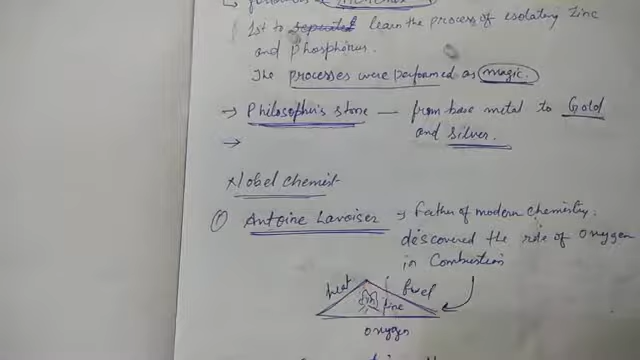 1st to learn the process of isolating Zinc
and phosphorus.
The processes were performed as magic.
→ Philosopher's stone — from base metal to Gold
and silver.
→
Nobel chemist
① Antoine Lavoiser → Father of modern chemistry.
discovered the role of oxygen
in Combustion
heat fuel
fire
oxygen